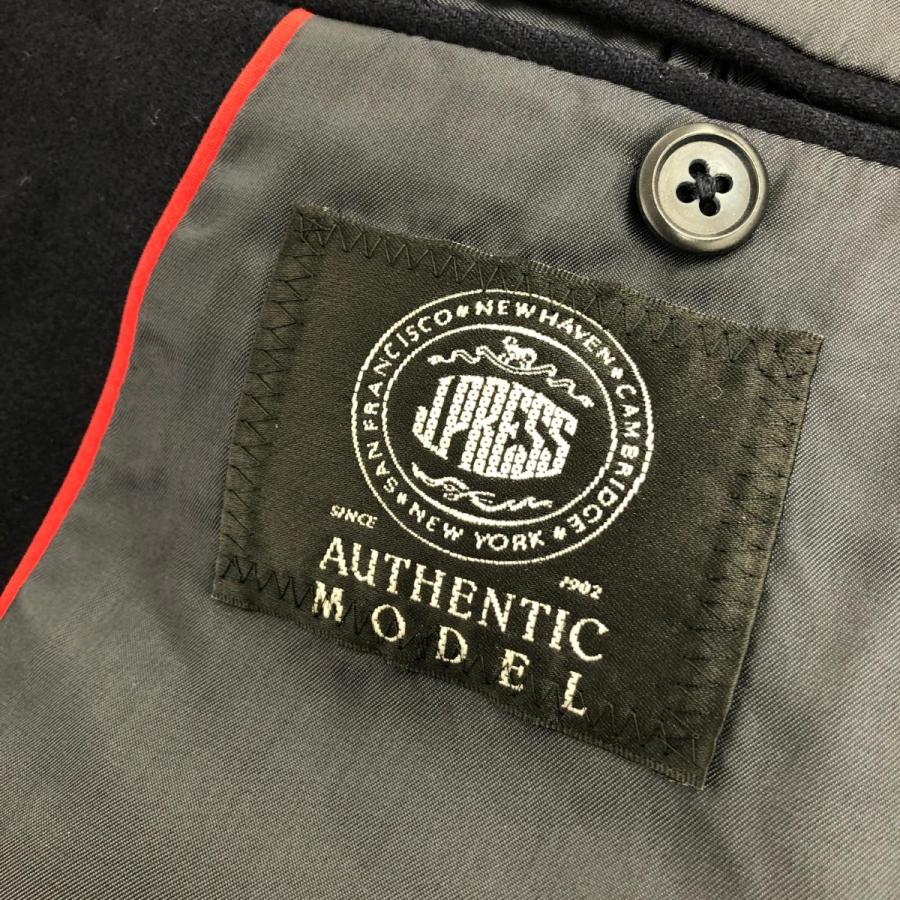 SAN FRANCISCO * NEW HAVEN * CAMBRIDGE * NEW YORK *
J.PRESS
SINCE 1902
AUTHENTIC
MODEL